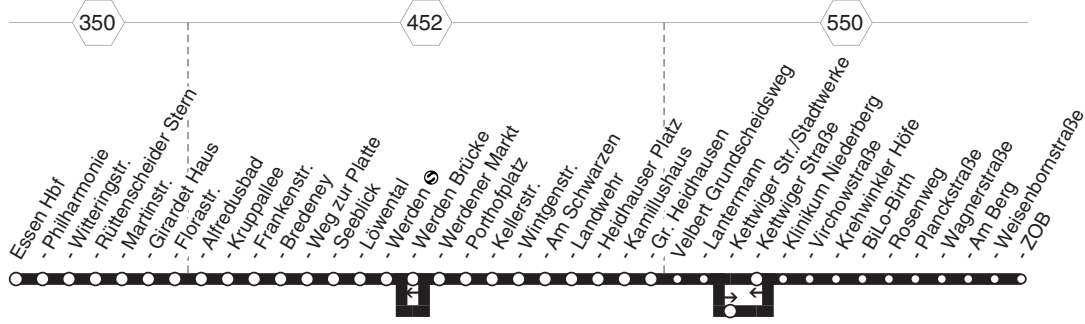 350
452
550
Essen Hbf
- Philharmonie
- Witteringstr.
- Rüttenscheider Stern
- Martinstr.
- Girardet Haus
- Florastr.
- Alfredusbad
- Kruppallee
- Frankenstr.
- Bredeney
- Weg zur Platte
- Seeblick
- Löwental
- Werden S
- Werden Brücke
- Werdener Markt
- Porthofplatz
- Kellerstr.
- Wintgenstr.
- Am Schwarzen
- Landwehr
- Heidhauser Platz
- Kamillushaus
- Gr. Heidhausen
Velbert Grundscheidsweg
- Lantermann
- Kettwiger Str./Stadtwerke
- Kettwiger Straße
- Klinikum Niederberg
- Virchowstraße
- Krehwinkler Höfe
- BiLo-Birth
- Rosenweg
- Planckstraße
- Wagnerstraße
- Am Berg
- Weisenbornstraße
- ZOB